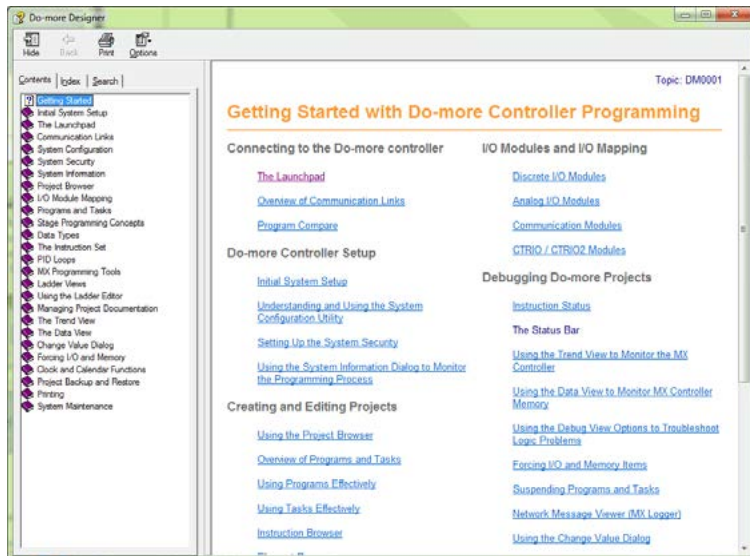 Do-more Designer
Hide
Back
Print
Options
Contents
Index
Search
Getting Started
Initial System Setup
The Launchpad
Communication Links
System Configuration
System Security
System Information
Project Browser
I/O Module Mapping
Programs and Tasks
Stage Programming Concepts
Data Types
The Instruction Set
PID Loops
MX Programming Tools
Ladder Views
Using the Ladder Editor
Managing Project Documentation
The Trend View
The Data View
Change Value Dialog
Forcing I/O and Memory
Clock and Calendar Functions
Project Backup and Restore
Printing
System Maintenance
Topic: DM0001
Getting Started with Do-more Controller Programming
Connecting to the Do-more controller
The Launchpad
Overview of Communication Links
Program Compare
Do-more Controller Setup
Initial System Setup
Understanding and Using the System
Configuration Utility
Setting Up the System Security
Using the System Information Dialog to Monitor
the Programming Process
Creating and Editing Projects
Using the Project Browser
Overview of Programs and Tasks
Using Programs Effectively
Using Tasks Effectively
Instruction Browser
I/O Modules and I/O Mapping
Discrete I/O Modules
Analog I/O Modules
Communication Modules
CTRIO / CTRIO2 Modules
Debugging Do-more Projects
Instruction Status
The Status Bar
Using the Trend View to Monitor the MX
Controller
Using the Data View to Monitor MX Controller
Memory
Using the Debug View Options to Troubleshoot
Logic Problems
Forcing I/O and Memory Items
Suspending Programs and Tasks
Network Message Viewer (MX Logger)
Using the Change Value Dialog